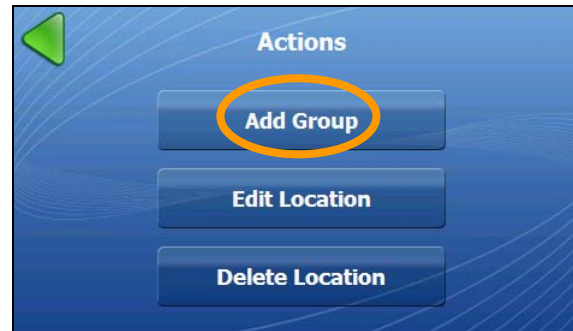 Actions
Add Group
Edit Location
Delete Location